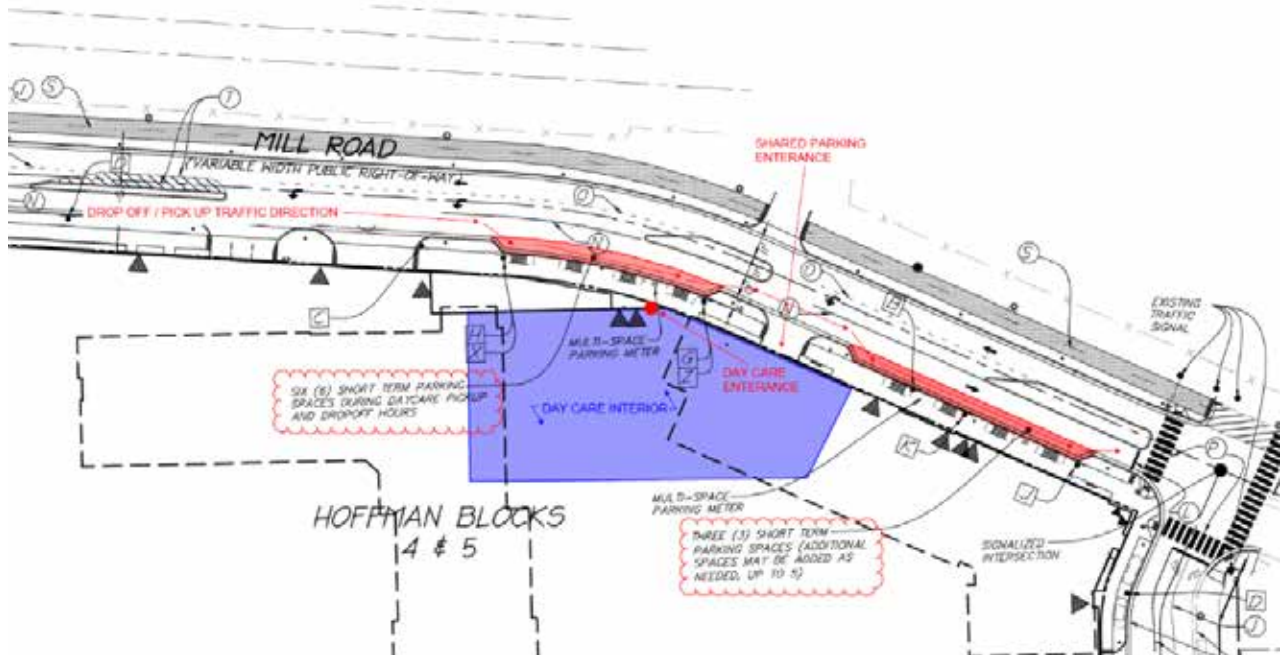 J
S
T
MILL ROAD
(VARIABLE WIDTH PUBLIC RIGHT-OF-WAY)
SHARED PARKING
ENTERANCE
O
N
DROP OFF / PICK UP TRAFFIC DIRECTION
N
O
N
S
EXISTING
TRAFFIC
SIGNAL
C
MULTI-SPACE
PARKING METER
G
Z
DAY CARE
ENTERANCE
SIX (6) SHORT TERM PARKING
SPACES DURING DAYCARE PICKUP
AND DROPOFF HOURS
DAY CARE INTERIOR
K
P
J
L
HOFFMAN BLOCKS
4 & 5
MULTI-SPACE
PARKING METER
THREE (3) SHORT TERM
PARKING SPACES (ADDITIONAL
SPACES MAY BE ADDED AS
NEEDED, UP TO 5)
SIGNALIZED
INTERSECTION
D
J